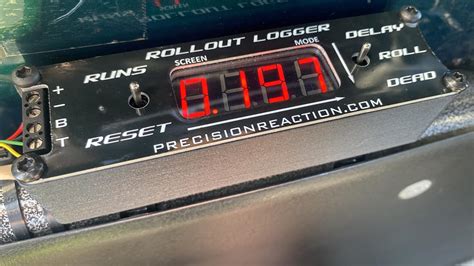 ROLLOUT LOGGER
RUNS
SCREEN
MODE
DELAY
ROLL
DEAD
0.197
+
-
B
T
RESET
PRECISIONREACTION.COM